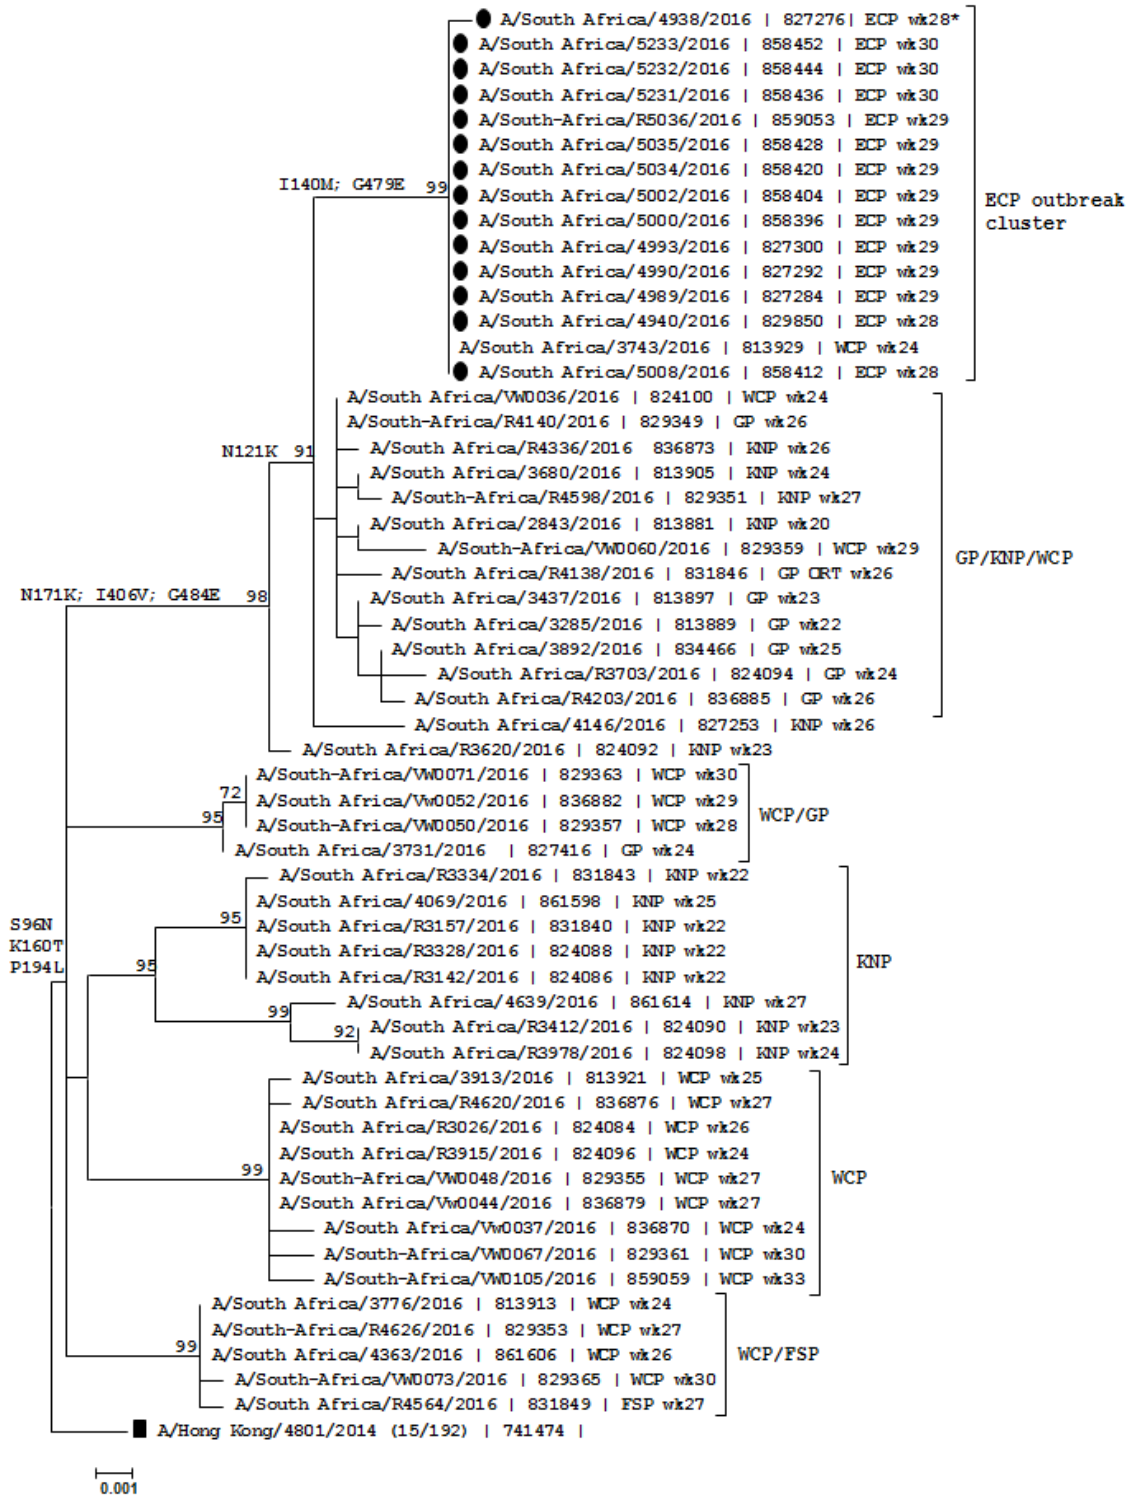 A/South Africa/4938/2016 | 827276| ECP wk28*
A/South Africa/5233/2016 | 858452 | ECP wk30
A/South Africa/5232/2016 | 858444 | ECP wk30
A/South Africa/5231/2016 | 858436 | ECP wk30
A/South-Africa/R5036/2016 | 859053 | ECP wk29
A/South Africa/5035/2016 | 858428 | ECP wk29
A/South Africa/5034/2016 | 858420 | ECP wk29
I140M; G479E 99
A/South Africa/5002/2016 | 858404 | ECP wk29
ECP outbreak
cluster
A/South Africa/5000/2016 | 858396 | ECP wk29
A/South Africa/4993/2016 | 827300 | ECP wk29
A/South Africa/4990/2016 | 827292 | ECP wk29
A/South Africa/4989/2016 | 827284 | ECP wk29
A/South Africa/4940/2016 | 829850 | ECP wk28
A/South Africa/3743/2016 | 813929 | WCP wk24
A/South Africa/5008/2016 | 858412 | ECP wk28
A/South Africa/VW0036/2016 | 824100 | WCP wk24
A/South-Africa/R4140/2016 | 829349 | GP wk26
N121K 91
A/South Africa/R4336/2016 836873 | KNP wk26
A/South Africa/3680/2016 | 813905 | KNP wk24
A/South-Africa/R4598/2016 | 829351 | KNP wk27
A/South Africa/2843/2016 | 813881 | KNP wk20
A/South-Africa/VW0060/2016 | 829359 | WCP wk29
GP/KNP/WCP
A/South Africa/R4138/2016 | 831846 | GP ORT wk26
N171K; I406V; G484E 98
A/South Africa/3437/2016 | 813897 | GP wk23
A/South Africa/3285/2016 | 813889 | GP wk22
A/South Africa/3892/2016 | 834466 | GP wk25
A/South Africa/R3703/2016 | 824094 | GP wk24
A/South Africa/R4203/2016 | 836885 | GP wk26
A/South Africa/4146/2016 | 827253 | KNP wk26
A/South Africa/R3620/2016 | 824092 | KNP wk23
A/South-Africa/VW0071/2016 | 829363 | WCP wk30
72
A/South Africa/Vw0052/2016 | 836882 | WCP wk29
95
A/South-Africa/VW0050/2016 | 829357 | WCP wk28
WCP/GP
A/South Africa/3731/2016 | 827416 | GP wk24
A/South Africa/R3334/2016 | 831843 | KNP wk22
A/South Africa/4069/2016 | 861598 | KNP wk25
95
A/South Africa/R3157/2016 | 831840 | KNP wk22
S96N
K160T
P194L
A/South Africa/R3328/2016 | 824088 | KNP wk22
95
KNP
A/South Africa/R3142/2016 | 824086 | KNP wk22
A/South Africa/4639/2016 | 861614 | KNP wk27
99
A/South Africa/R3412/2016 | 824090 | KNP wk23
92
A/South Africa/R3978/2016 | 824098 | KNP wk24
A/South Africa/3913/2016 | 813921 | WCP wk25
A/South Africa/R4620/2016 | 836876 | WCP wk27
A/South Africa/R3026/2016 | 824084 | WCP wk26
A/South Africa/R3915/2016 | 824096 | WCP wk24
99
A/South-Africa/VW0048/2016 | 829355 | WCP wk27
WCP
A/South Africa/Vw0044/2016 | 836879 | WCP wk27
A/South Africa/Vw0037/2016 | 836870 | WCP wk24
A/South-Africa/VW0067/2016 | 829361 | WCP wk30
A/South-Africa/VW0105/2016 | 859059 | WCP wk33
A/South Africa/3776/2016 | 813913 | WCP wk24
A/South-Africa/R4626/2016 | 829353 | WCP wk27
99
A/South Africa/4363/2016 | 861606 | WCP wk26
WCP/FSP
A/South-Africa/VW0073/2016 | 829365 | WCP wk30
A/South Africa/R4564/2016 | 831849 | FSP wk27
A/Hong Kong/4801/2014 (15/192) | 741474 |
0.001